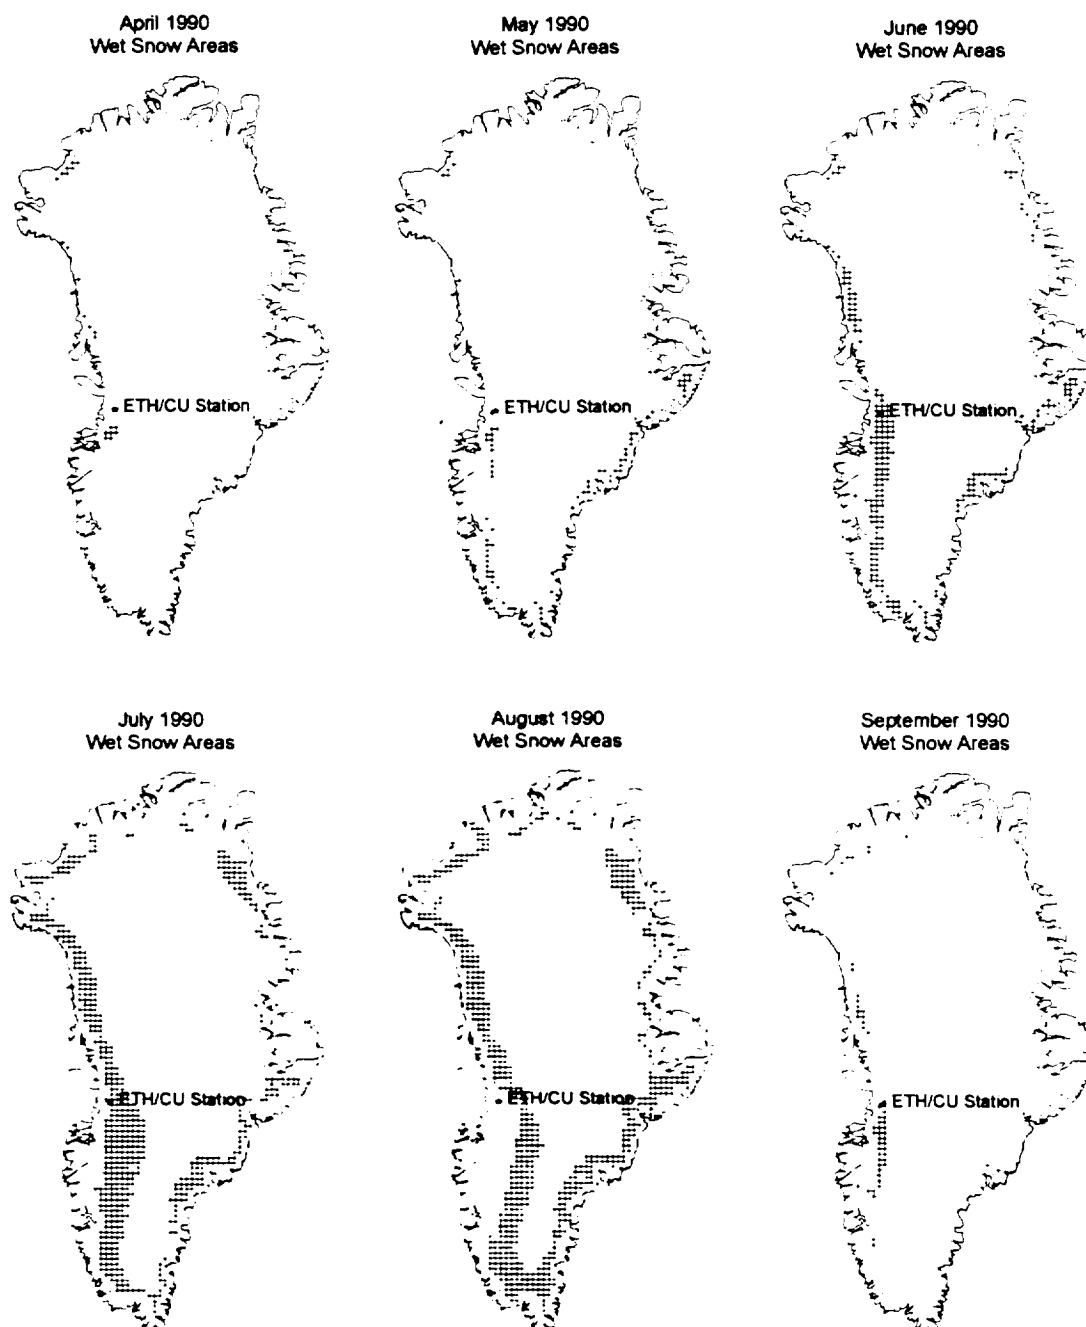 April 1990
Wet Snow Areas
May 1990
Wet Snow Areas
June 1990
Wet Snow Areas
ETH/CU Station
ETH/CU Station
ETH/CU Station
July 1990
Wet Snow Areas
August 1990
Wet Snow Areas
September 1990
Wet Snow Areas
ETH/CU Station
ETH/CU Station
ETH/CU Station